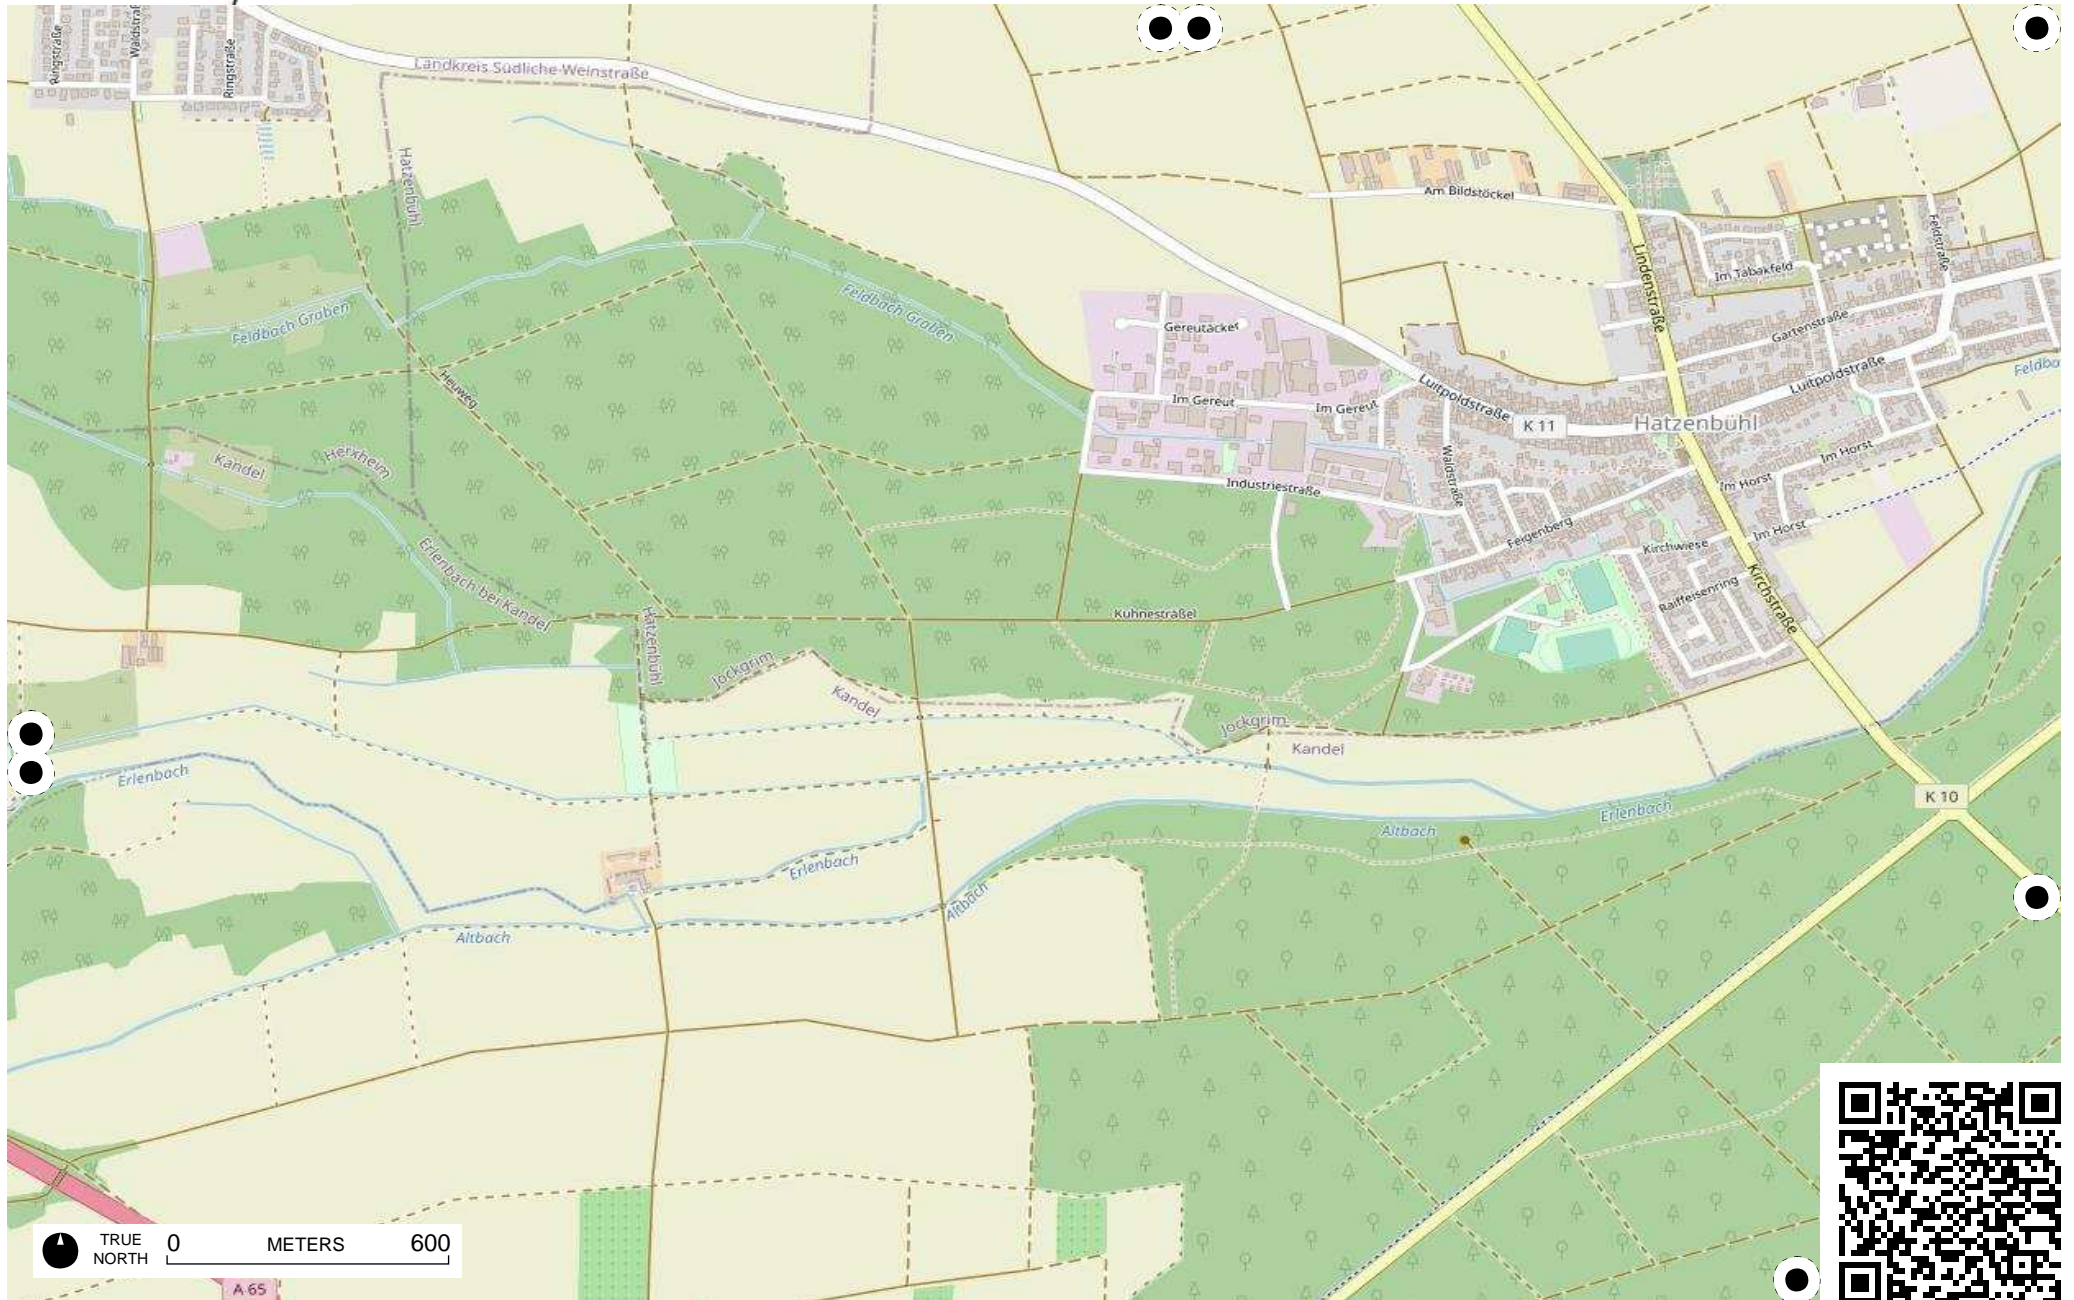 Ringstraße
Waldstraß
Ringstraße
Landkreis Südliche Weinstraße
Hatzenbühl
Am Bildstöckel
Lindenstraße
Feldstraße
Im Tabakfeld
Feldbach Graben
Feldbach Graben
Gereutäcker
Gartenstraße
Luitpoldstraße
Feldba
Heuweg
Im Gereut
Im Gereut
Luitpoldstraße
K 11
Hatzenbühl
Kandel
Herxheim
Waldstraße
Industriestraße
Im Horst
Im Horst
Im Horst
Feigenberg
Kirchwiese
Erlenbach bei Kandel
Kirchstraße
Raiffeisenring
Kuhnesträßel
Hatzenbühl
Jockgrim
Kandel
Jockgrim
Kandel
Erlenbach
K 10
Erlenbach
Altbach
Erlenbach
Altbach
Altbach
TRUE
NORTH
0 METERS 600
A 65